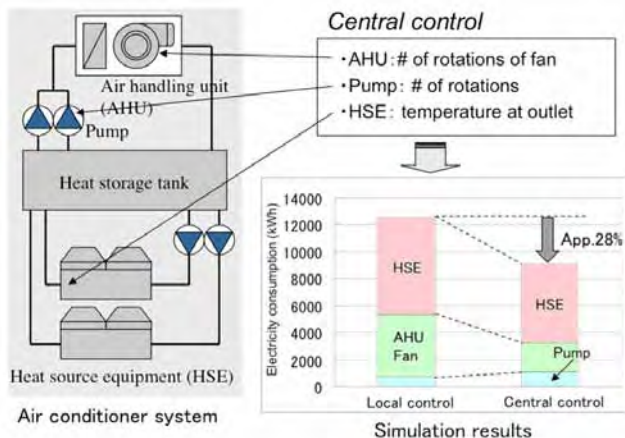 Air handling unit
(AHU)
Pump
Heat storage tank
Heat source equipment (HSE)
Air conditioner system
Central control
・AHU:# of rotations of fan
・Pump: # of rotations
・HSE: temperature at outlet
Electricity consumption (kWh)
14000
12000
10000
8000
6000
4000
2000
0
HSE
AHU
Fan
App.28%
HSE
Pump
Local control
Central control
Simulation results